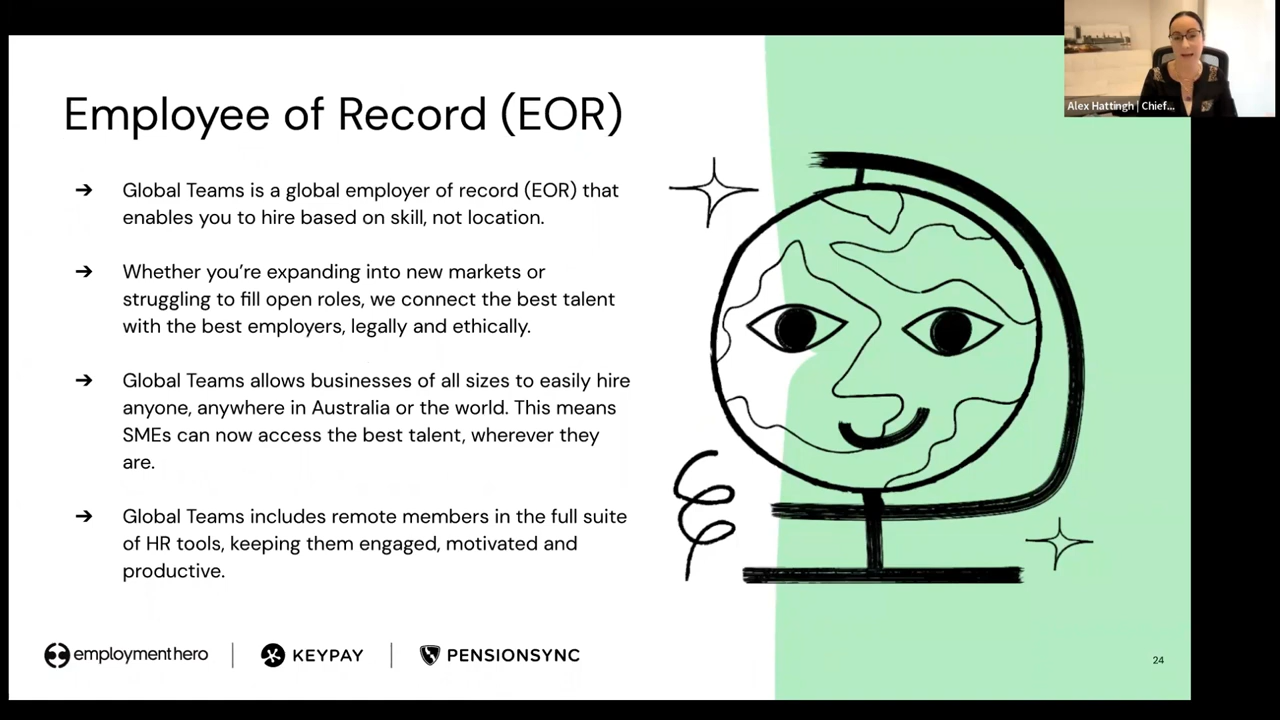 Employee of Record (EOR)
➔ Global Teams is a global employer of record (EOR) that
enables you to hire based on skill, not location.
➔ Whether you’re expanding into new markets or
struggling to fill open roles, we connect the best talent
with the best employers, legally and ethically.
➔ Global Teams allows businesses of all sizes to easily hire
anyone, anywhere in Australia or the world. This means
SMEs can now access the best talent, wherever they
are.
➔ Global Teams includes remote members in the full suite
of HR tools, keeping them engaged, motivated and
productive.
employmenthero | KEYPAY | PENSIONSYNC
24
Alex Hattingh | Chief...